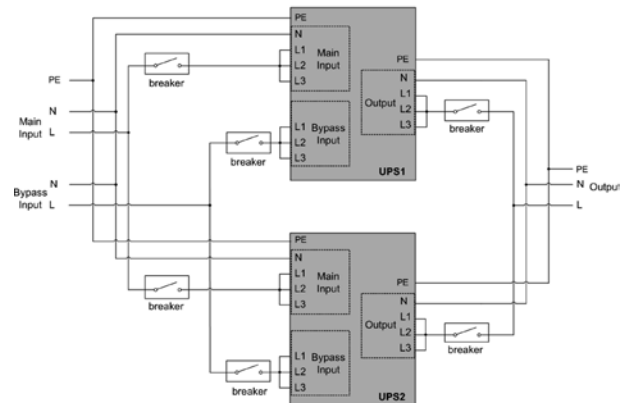 PE
N
L1
L2
L3
Main
Input
breaker
PE
N
Main
Input
L
L1
L2
L3
Bypass
Input
breaker
PE
N
L1
L2
L3
Output
breaker
UPS1
N
Bypass
Input
L
PE
N
Output
L
PE
N
L1
L2
L3
Main
Input
breaker
L1
L2
L3
Bypass
Input
breaker
PE
N
L1
L2
L3
Output
breaker
UPS2